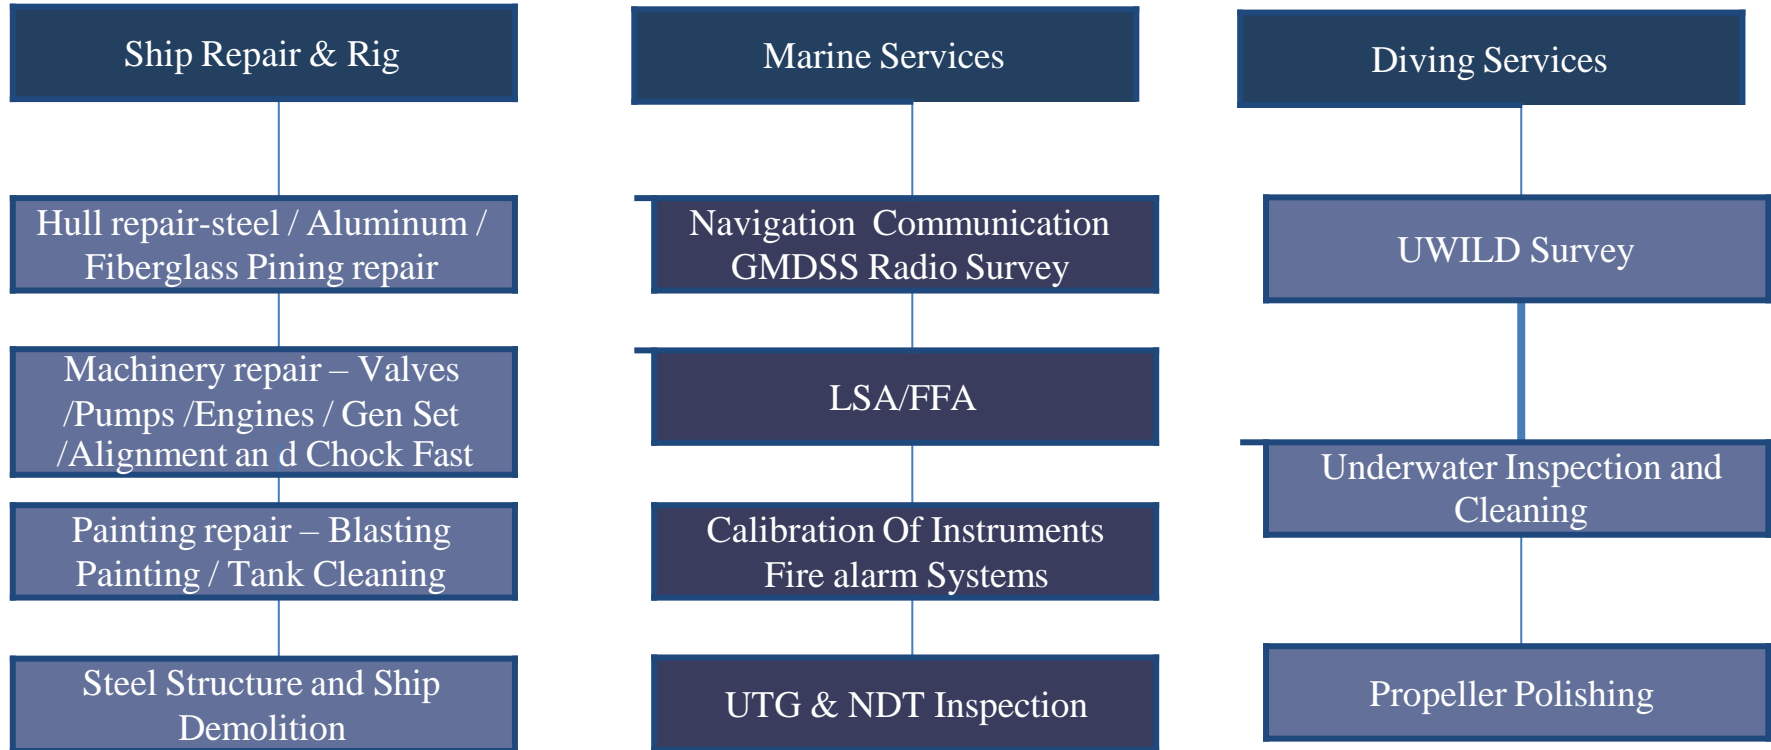 Ship Repair & Rig
Hull repair-steel / Aluminum /
Fiberglass Pining repair
Machinery repair – Valves
/Pumps /Engines / Gen Set
/Alignment an d Chock Fast
Painting repair – Blasting
Painting / Tank Cleaning
Steel Structure and Ship
Demolition
Marine Services
Navigation  Communication
GMDSS Radio Survey
LSA/FFA
Calibration Of Instruments
Fire alarm Systems
UTG & NDT Inspection
Diving Services
UWILD Survey
Underwater Inspection and
Cleaning
Propeller Polishing